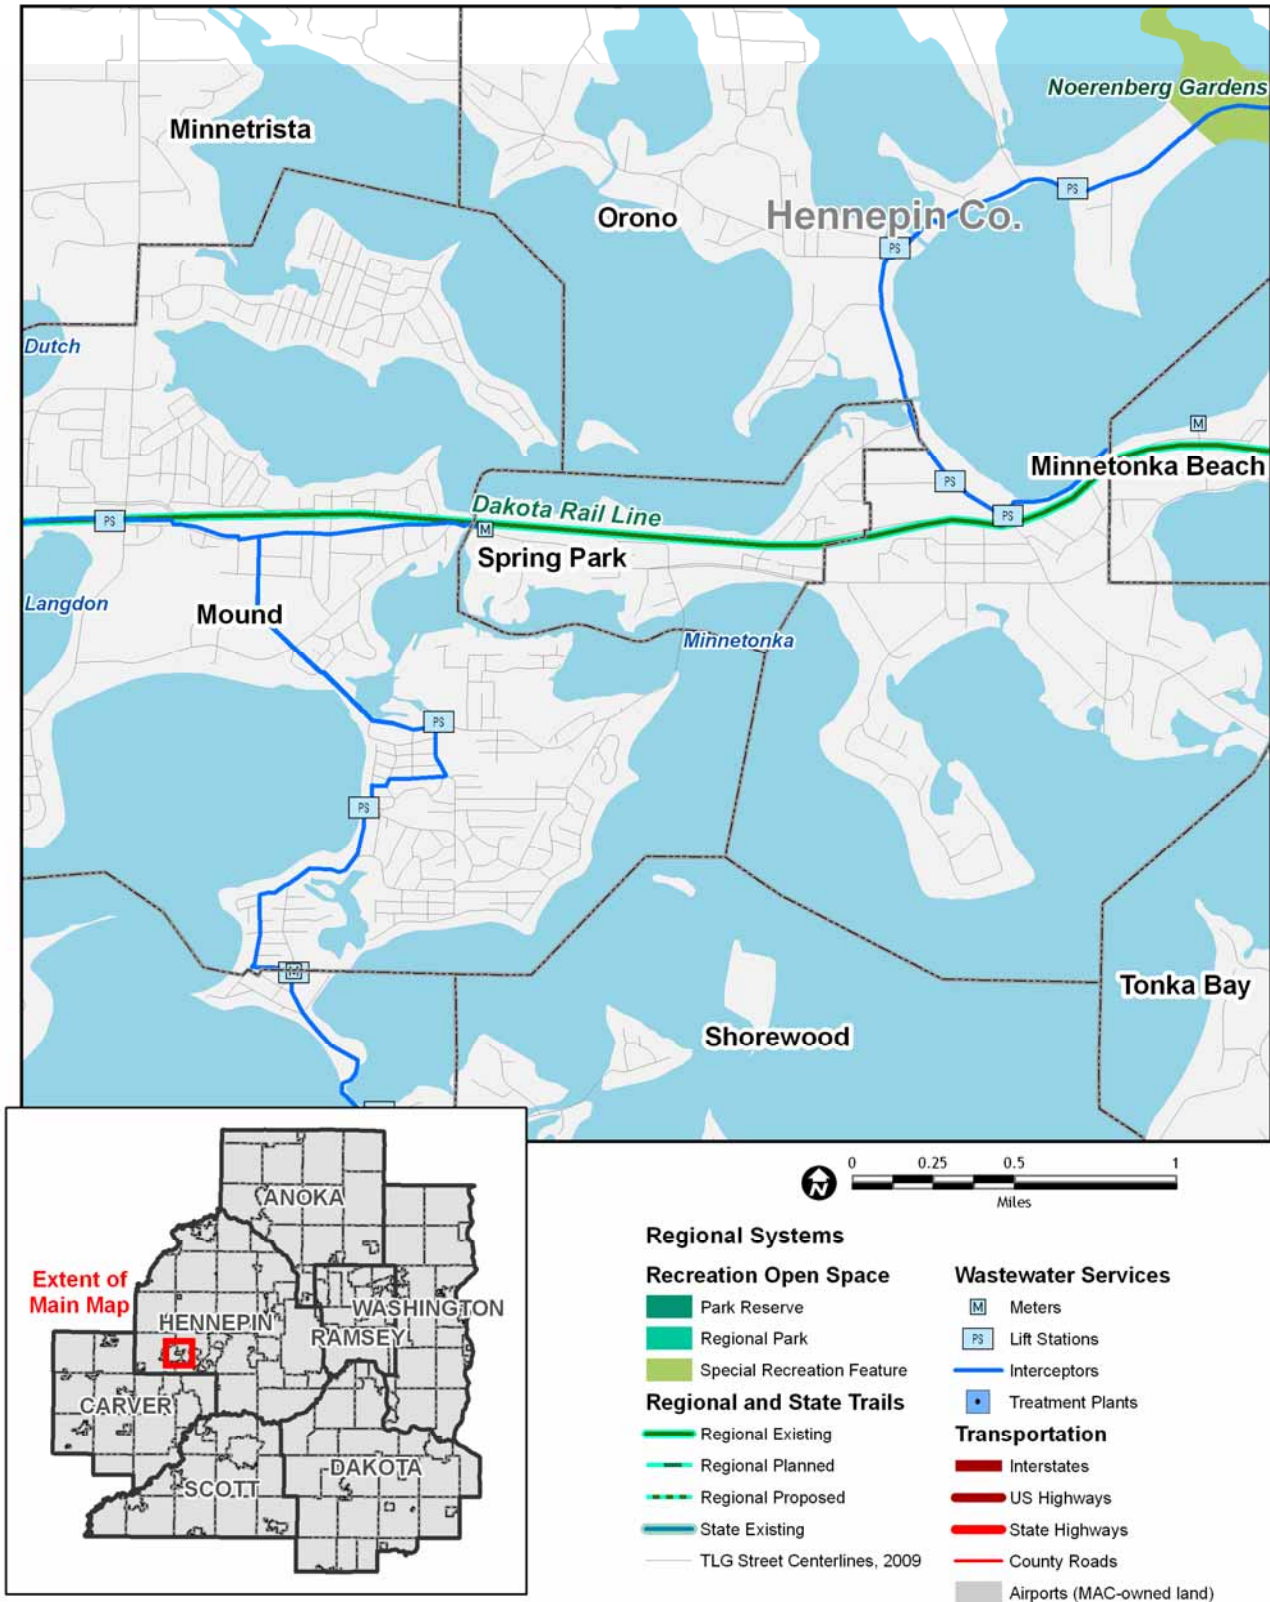 Noerenberg Gardens
Minnetrista
Orono
Hennepin Co.
PS
PS
Dutch
M
Minnetonka Beach
PS
Dakota Rail Line
PS
PS
M
Spring Park
Langdon
Mound
Minnetonka
PS
PS
Tonka Bay
Shorewood
Extent of
Main Map
ANOKA
WASHINGTON
HENNEPIN
RAMSEY
CARVER
DAKOTA
SCOTT
N
0 0.25 0.5 1
Miles
Regional Systems
Recreation Open Space
Park Reserve
Regional Park
Special Recreation Feature
Regional and State Trails
Regional Existing
Regional Planned
Regional Proposed
State Existing
TLG Street Centerlines, 2009
Wastewater Services
M Meters
PS Lift Stations
Interceptors
Treatment Plants
Transportation
Interstates
US Highways
State Highways
County Roads
Airports (MAC-owned land)